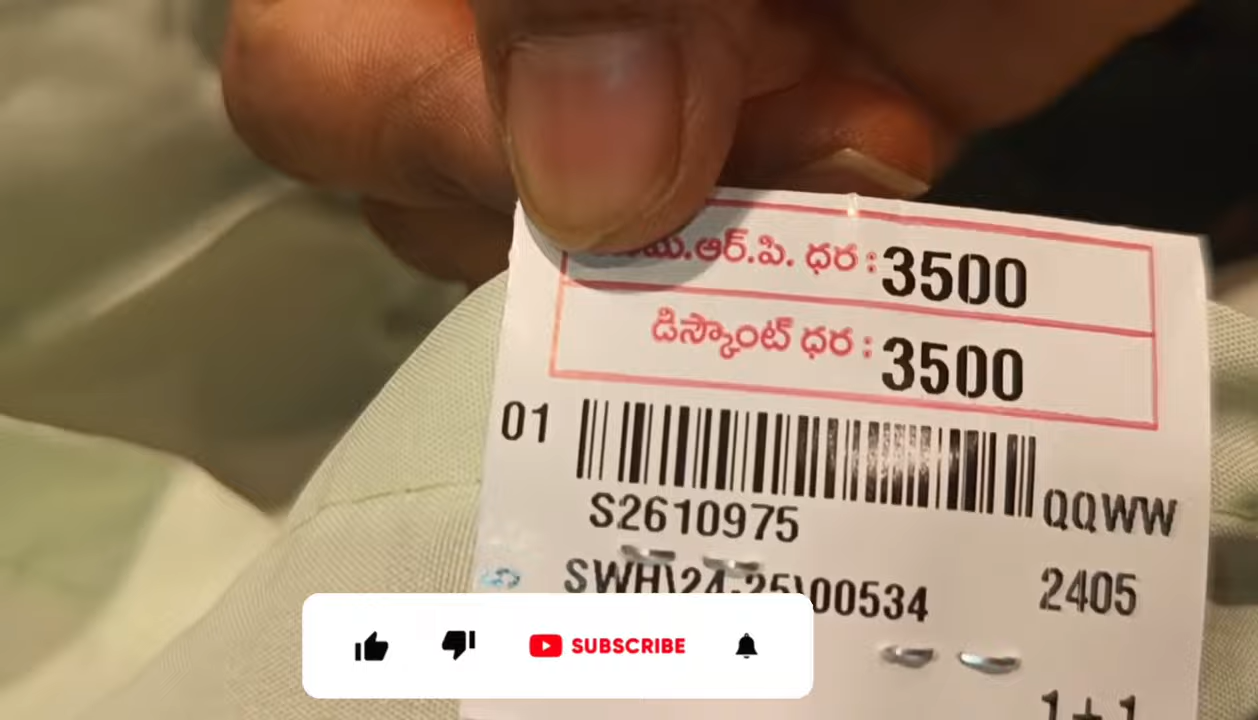 ఆర్.పి. ధర : 3500
డిస్కౌంట్ ధర : 3500
01
S2610975 QQWW
SWH\24-25\00534 2405
SUBSCRIBE
1+1